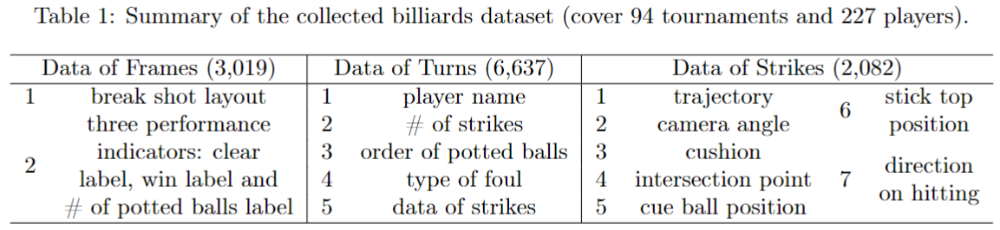 Table 1: Summary of the collected billiards dataset (cover 94 tournaments and 227 players).
Data of Frames (3,019) Data of Turns (6,637) Data of Strikes (2,082)
1 break shot layout 1 player name 1 trajectory 6 stick top
three performance 2 # of strikes 2 camera angle position
2 indicators: clear 3 order of potted balls 3 cushion 7 direction
label, win label and 4 type of foul 4 intersection point on hitting
# of potted balls label 5 data of strikes 5 cue ball position